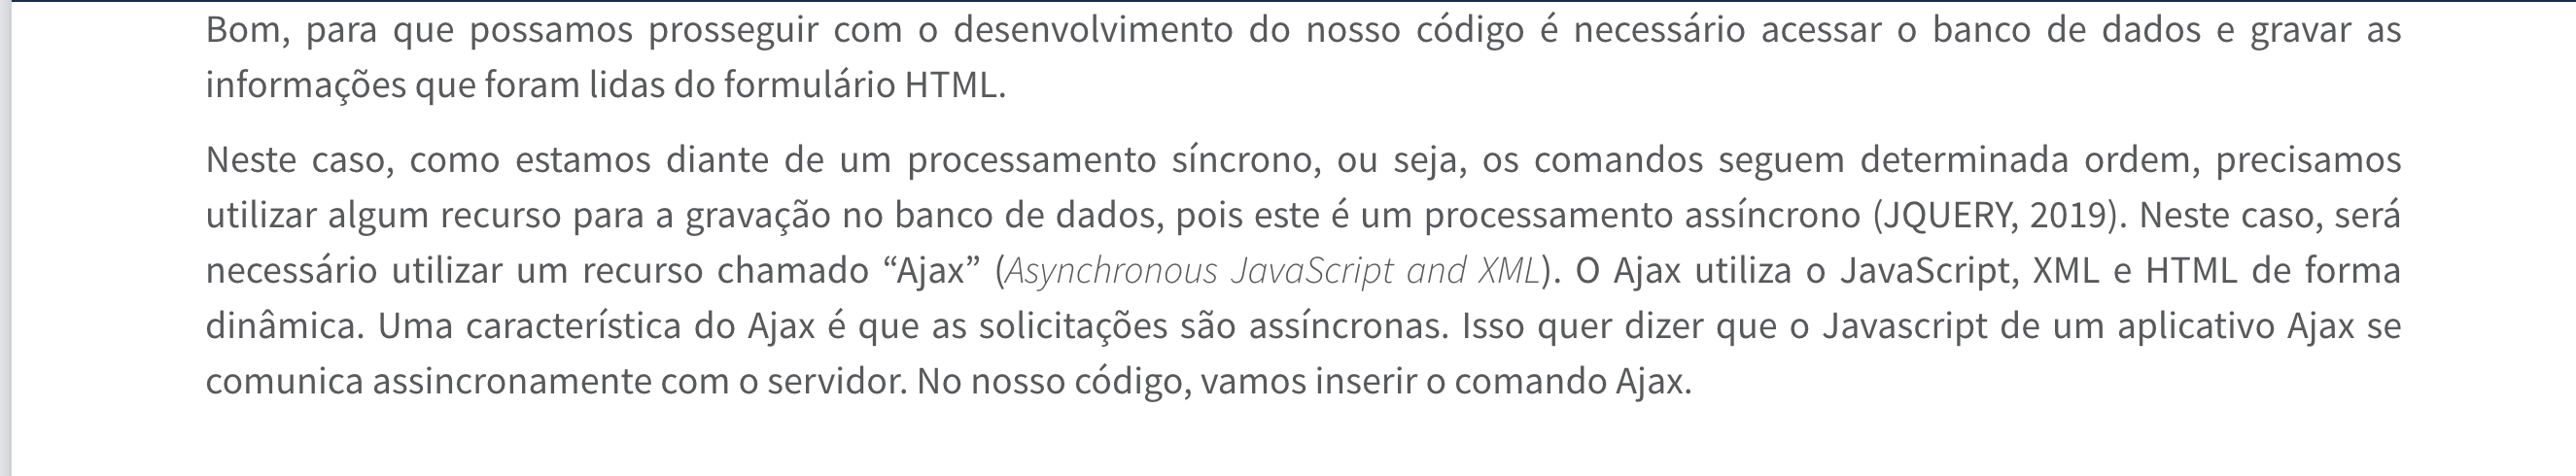 Bom, para que possamos prosseguir com o desenvolvimento do nosso código é necessário acessar o banco de dados e gravar as
informações que foram lidas do formulário HTML.
Neste caso, como estamos diante de um processamento síncrono, ou seja, os comandos seguem determinada ordem, precisamos
utilizar algum recurso para a gravação no banco de dados, pois este é um processamento assíncrono (JQUERY, 2019). Neste caso, será
necessário utilizar um recurso chamado “Ajax” (Asynchronous JavaScript and XML). O Ajax utiliza o JavaScript, XML e HTML de forma
dinâmica. Uma característica do Ajax é que as solicitações são assíncronas. Isso quer dizer que o Javascript de um aplicativo Ajax se
comunica assincronamente com o servidor. No nosso código, vamos inserir o comando Ajax.